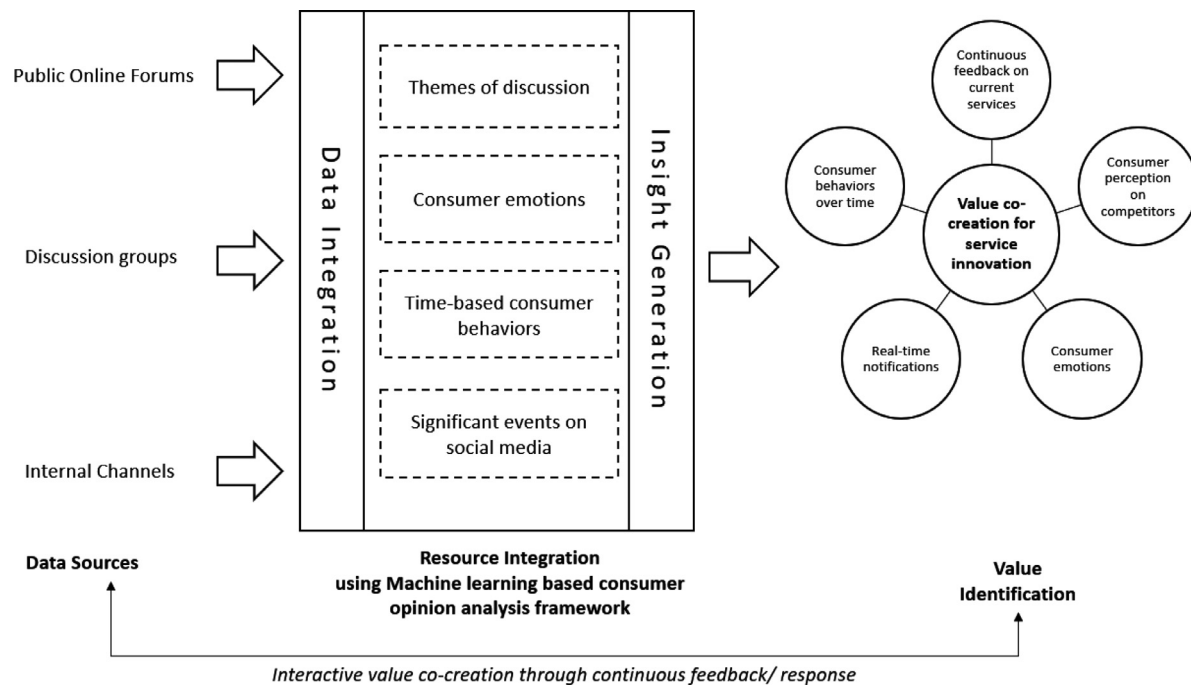 Public Online Forums
Discussion groups
Internal Channels
Data Sources
Data Integration
Themes of discussion
Consumer emotions
Time-based consumer
behaviors
Significant events on
social media
Insight Generation
Resource Integration
using Machine learning based consumer
opinion analysis framework
Continuous
feedback on
current
services
Consumer
behaviors
over time
Consumer
perception on
competitors
Value co-
creation for
service
innovation
Real-time
notifications
Consumer
emotions
Value
Identification
Interactive value co-creation through continuous feedback/ response